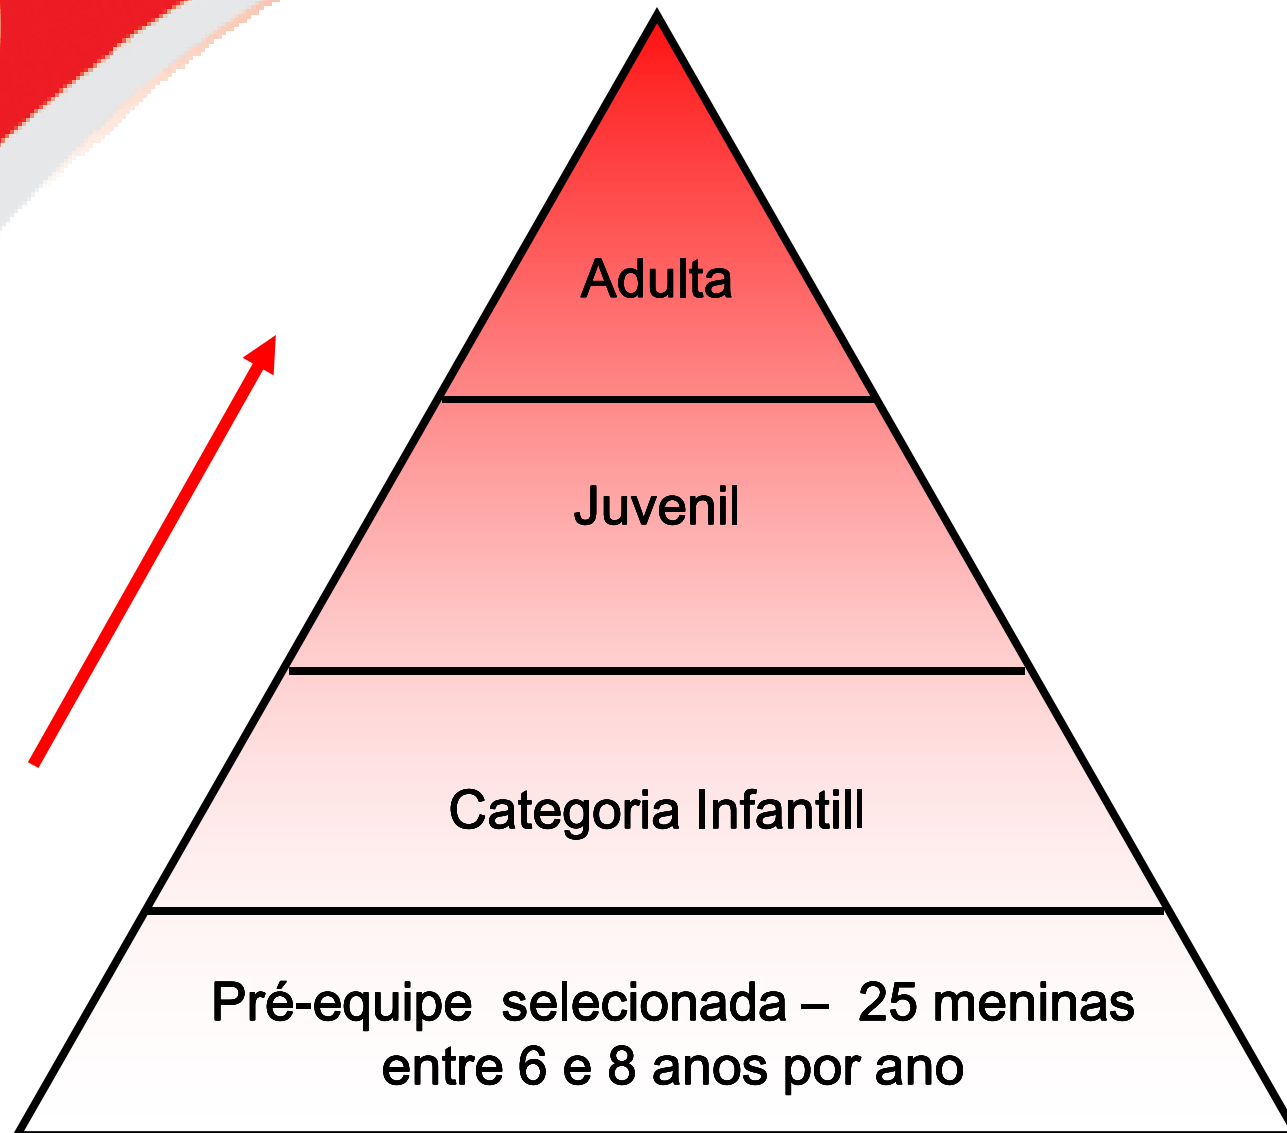 Adulta
Juvenil
Categoria Infantill
Pré-equipe selecionada – 25 meninas
entre 6 e 8 anos por ano